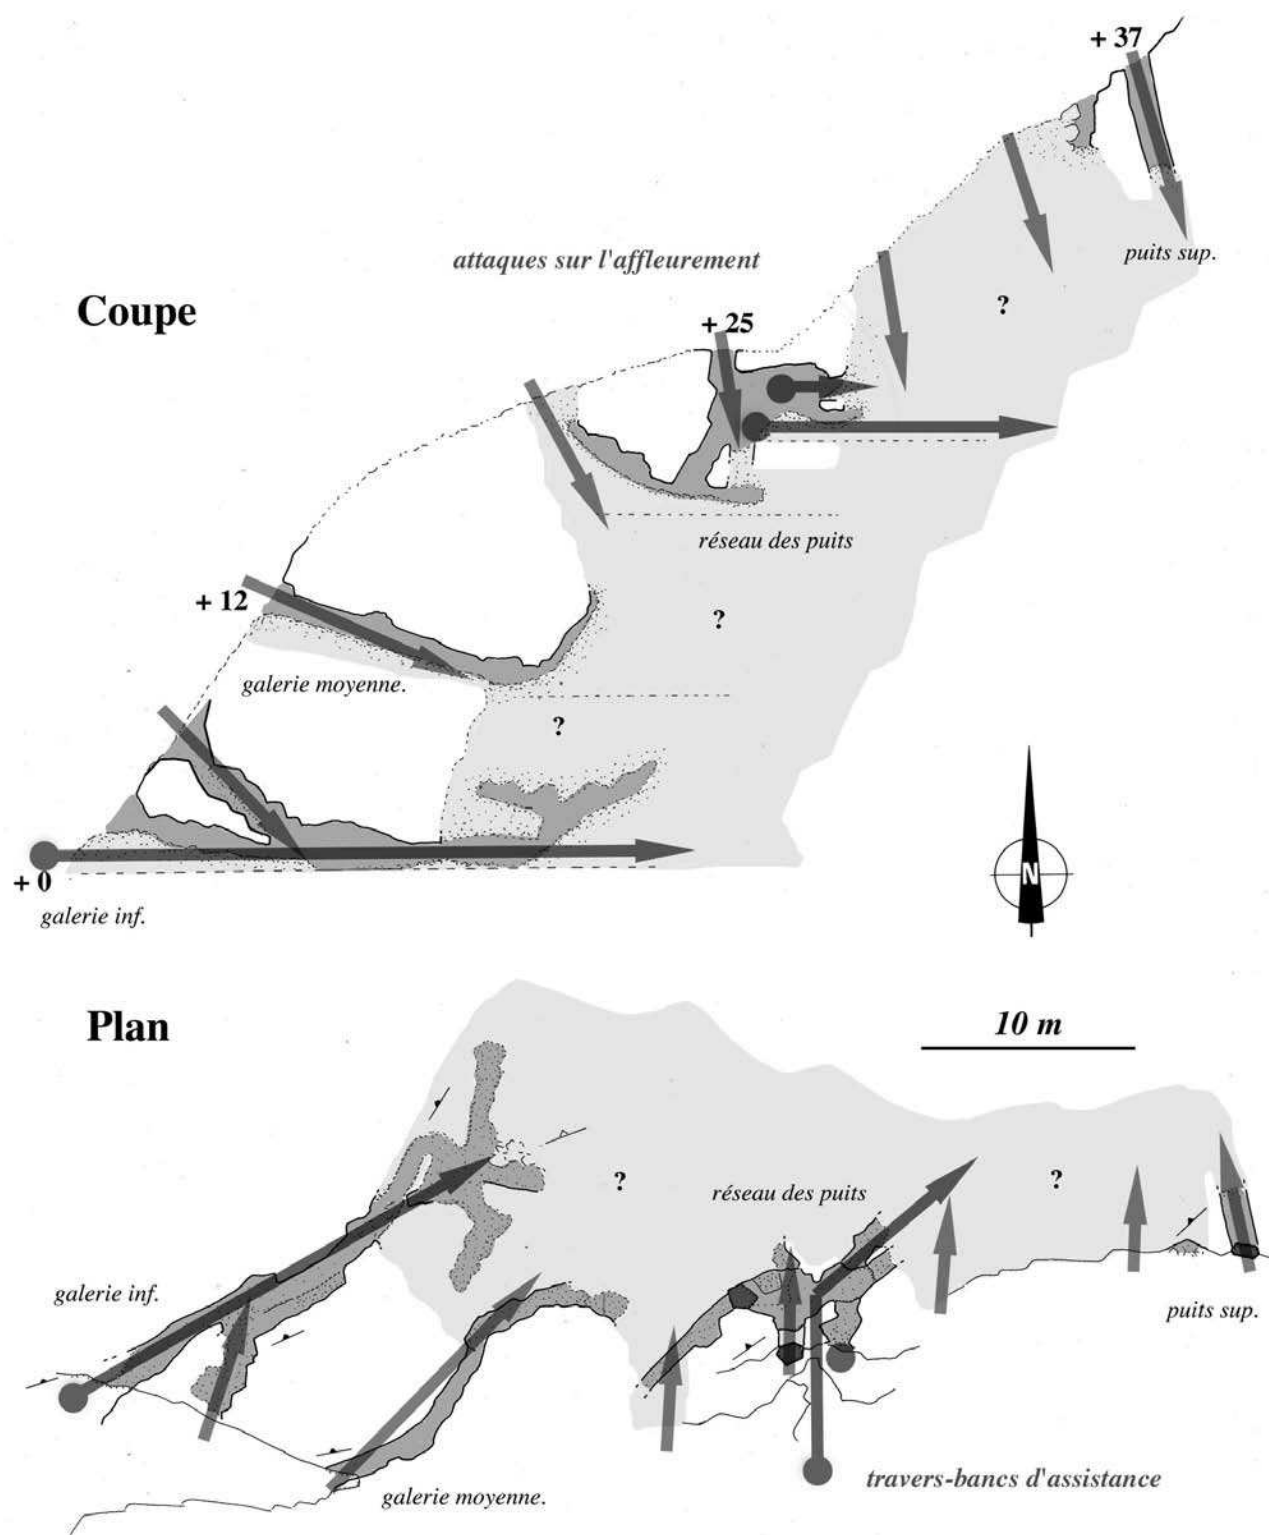 + 37
puits sup.
attaques sur l'affleurement
Coupe
?
+ 25
réseau des puits
+ 12
?
galerie moyenne.
?
+ 0
galerie inf.
N
Plan
10 m
?
réseau des puits
?
galerie inf.
puits sup.
travers-bancs d'assistance
galerie moyenne.